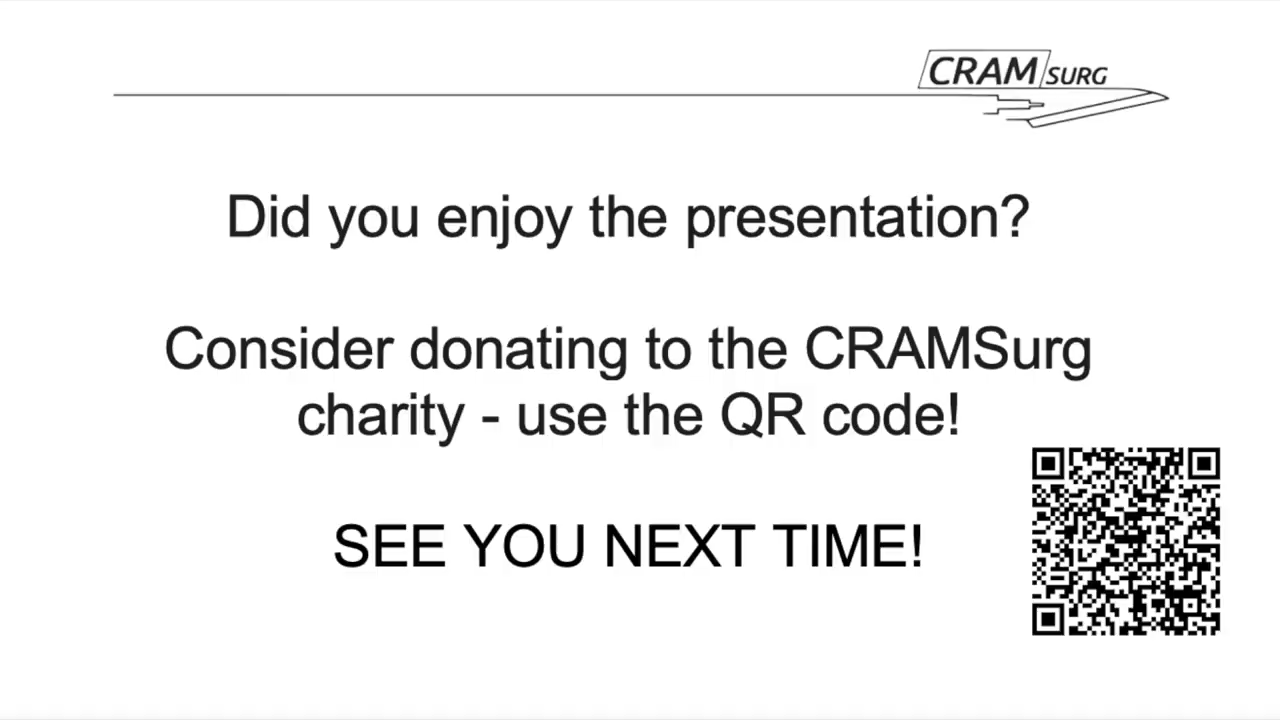 CRAM SURG
Did you enjoy the presentation?
Consider donating to the CRAMSurg
charity - use the QR code!
SEE YOU NEXT TIME!